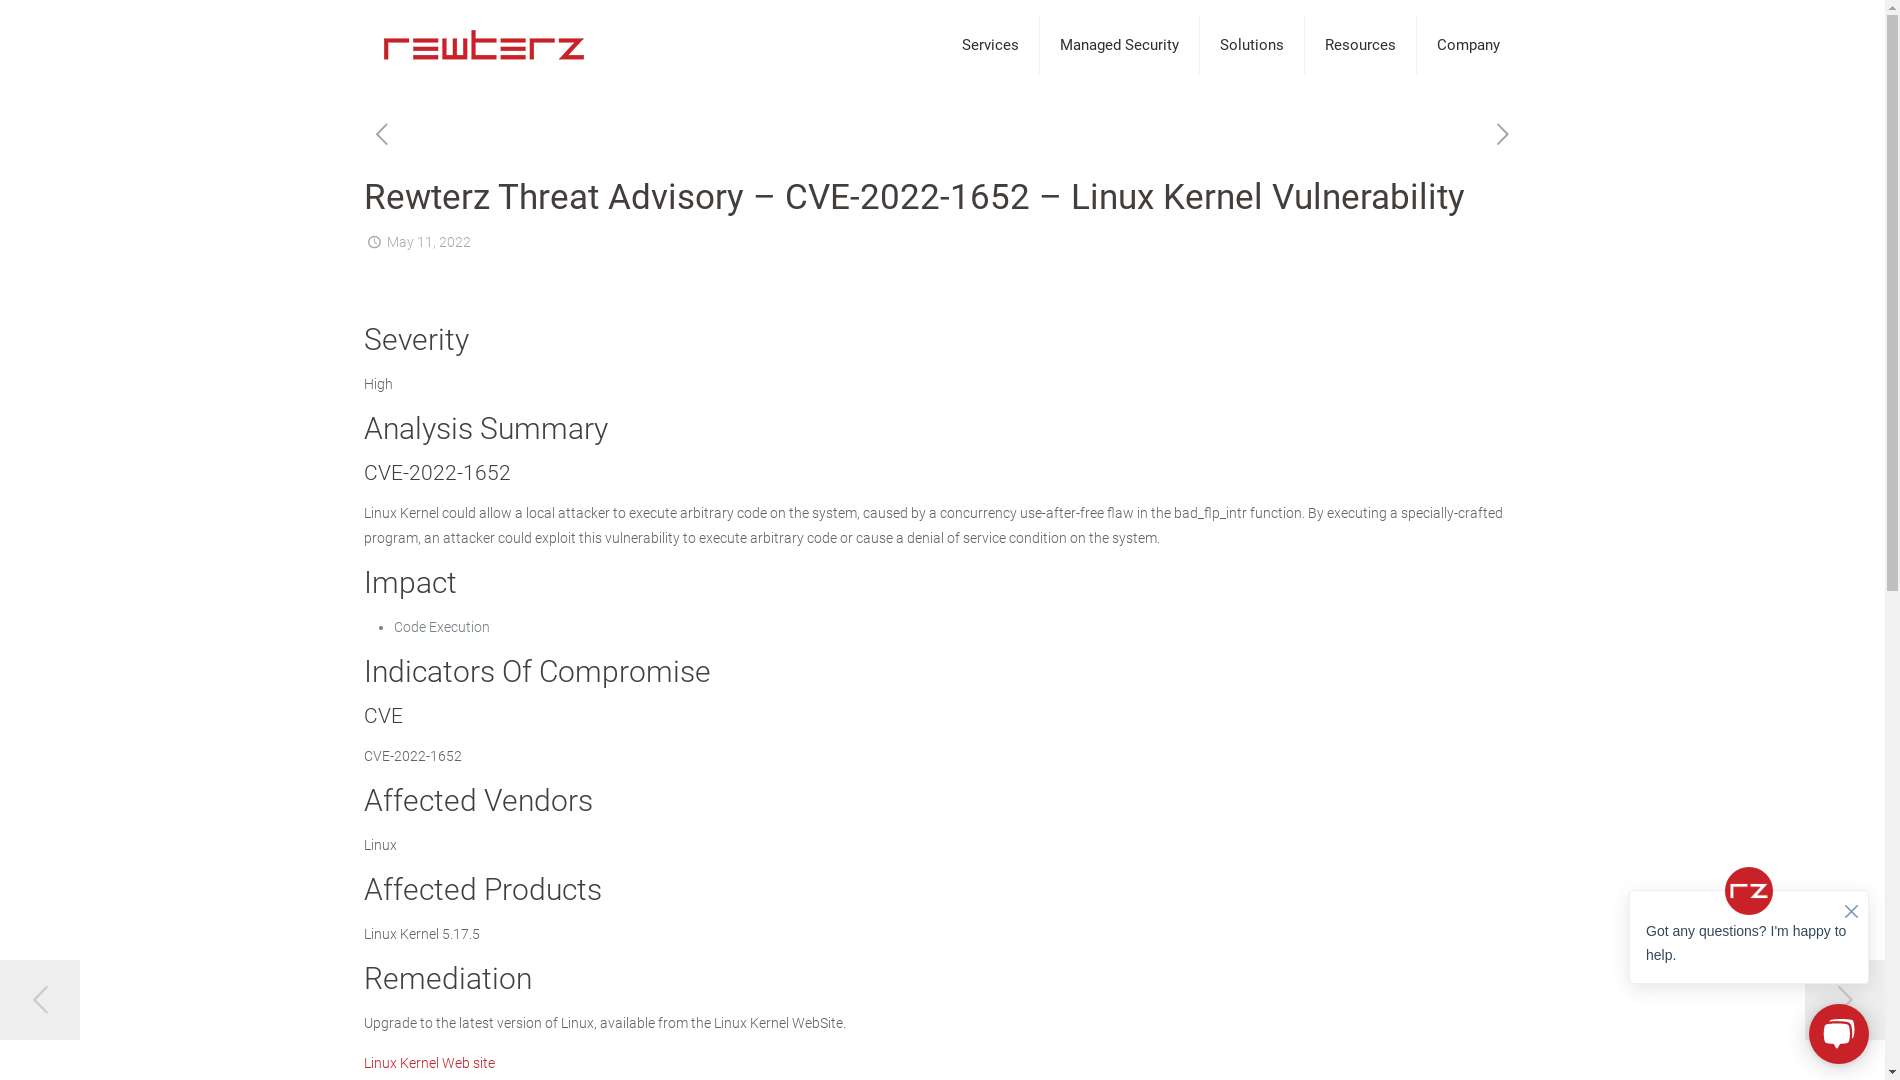 rewterz
Services
Managed Security
Solutions
Resources
Company
Rewterz Threat Advisory – CVE-2022-1652 – Linux Kernel Vulnerability
May 11, 2022
Severity
High
Analysis Summary
CVE-2022-1652
Linux Kernel could allow a local attacker to execute arbitrary code on the system, caused by a concurrency use-after-free flaw in the bad_flp_intr function. By executing a specially-crafted
program, an attacker could exploit this vulnerability to execute arbitrary code or cause a denial of service condition on the system.
Impact
Code Execution
Indicators Of Compromise
CVE
CVE-2022-1652
Affected Vendors
Linux
Affected Products
Linux Kernel 5.17.5
Remediation
Upgrade to the latest version of Linux, available from the Linux Kernel WebSite.
Linux Kernel Web site
rz
Got any questions? I'm happy to
help.